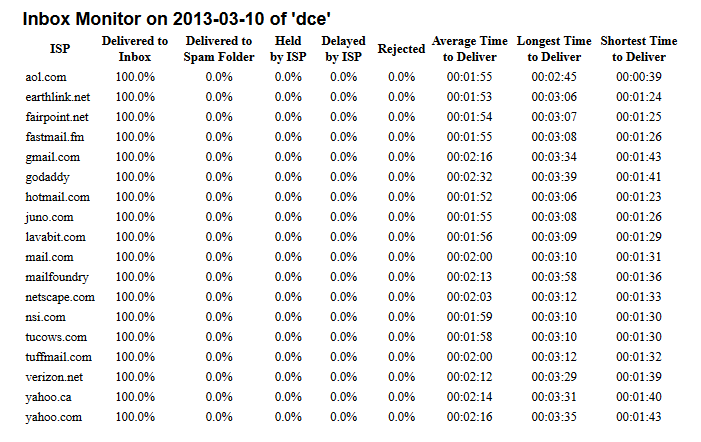 Inbox Monitor on 2013-03-10 of 'dce'
ISP Delivered to Inbox Delivered to Spam Folder Held by ISP Delayed by ISP Rejected Average Time to Deliver Longest Time to Deliver Shortest Time to Deliver
aol.com 100.0% 0.0% 0.0% 0.0% 0.0% 00:01:55 00:02:45 00:00:39
earthlink.net 100.0% 0.0% 0.0% 0.0% 0.0% 00:01:53 00:03:06 00:01:24
fairpoint.net 100.0% 0.0% 0.0% 0.0% 0.0% 00:01:54 00:03:07 00:01:25
fastmail.fm 100.0% 0.0% 0.0% 0.0% 0.0% 00:01:55 00:03:08 00:01:26
gmail.com 100.0% 0.0% 0.0% 0.0% 0.0% 00:02:16 00:03:34 00:01:43
godaddy 100.0% 0.0% 0.0% 0.0% 0.0% 00:02:32 00:03:39 00:01:41
hotmail.com 100.0% 0.0% 0.0% 0.0% 0.0% 00:01:52 00:03:06 00:01:23
juno.com 100.0% 0.0% 0.0% 0.0% 0.0% 00:01:55 00:03:08 00:01:26
lavabit.com 100.0% 0.0% 0.0% 0.0% 0.0% 00:01:56 00:03:09 00:01:29
mail.com 100.0% 0.0% 0.0% 0.0% 0.0% 00:02:00 00:03:10 00:01:31
mailfoundry 100.0% 0.0% 0.0% 0.0% 0.0% 00:02:13 00:03:58 00:01:36
netscape.com 100.0% 0.0% 0.0% 0.0% 0.0% 00:02:03 00:03:12 00:01:33
nsi.com 100.0% 0.0% 0.0% 0.0% 0.0% 00:01:59 00:03:10 00:01:30
tucows.com 100.0% 0.0% 0.0% 0.0% 0.0% 00:01:58 00:03:10 00:01:30
tuffmail.com 100.0% 0.0% 0.0% 0.0% 0.0% 00:02:00 00:03:12 00:01:32
verizon.net 100.0% 0.0% 0.0% 0.0% 0.0% 00:02:12 00:03:29 00:01:39
yahoo.ca 100.0% 0.0% 0.0% 0.0% 0.0% 00:02:14 00:03:31 00:01:40
yahoo.com 100.0% 0.0% 0.0% 0.0% 0.0% 00:02:16 00:03:35 00:01:43